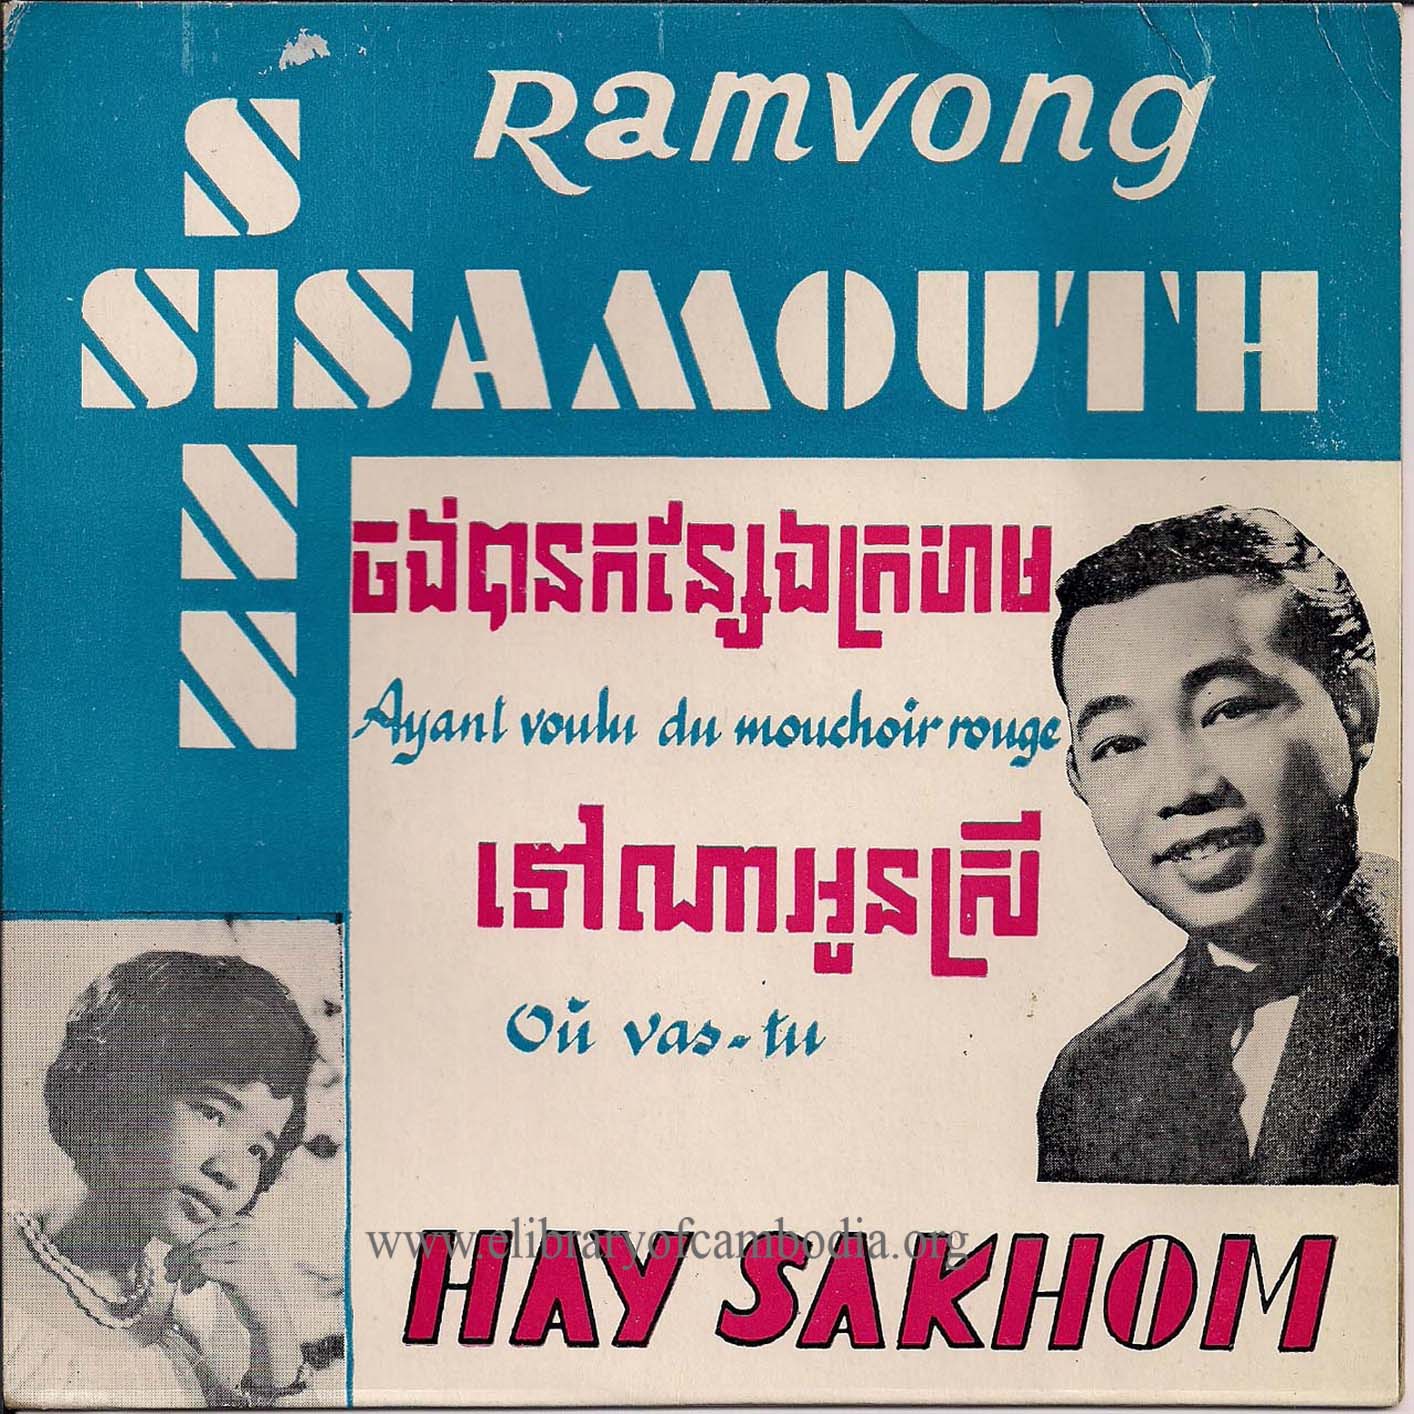 Ramvong
SINN
SISAMOUTH
ចង់បានកន្សែងក្រហម
Ayant voulu du mouchoir rouge
ទៅណាអូនស្រី
Où vas-tu
www.elibraryofcambodia.org
HAY SAKHOM